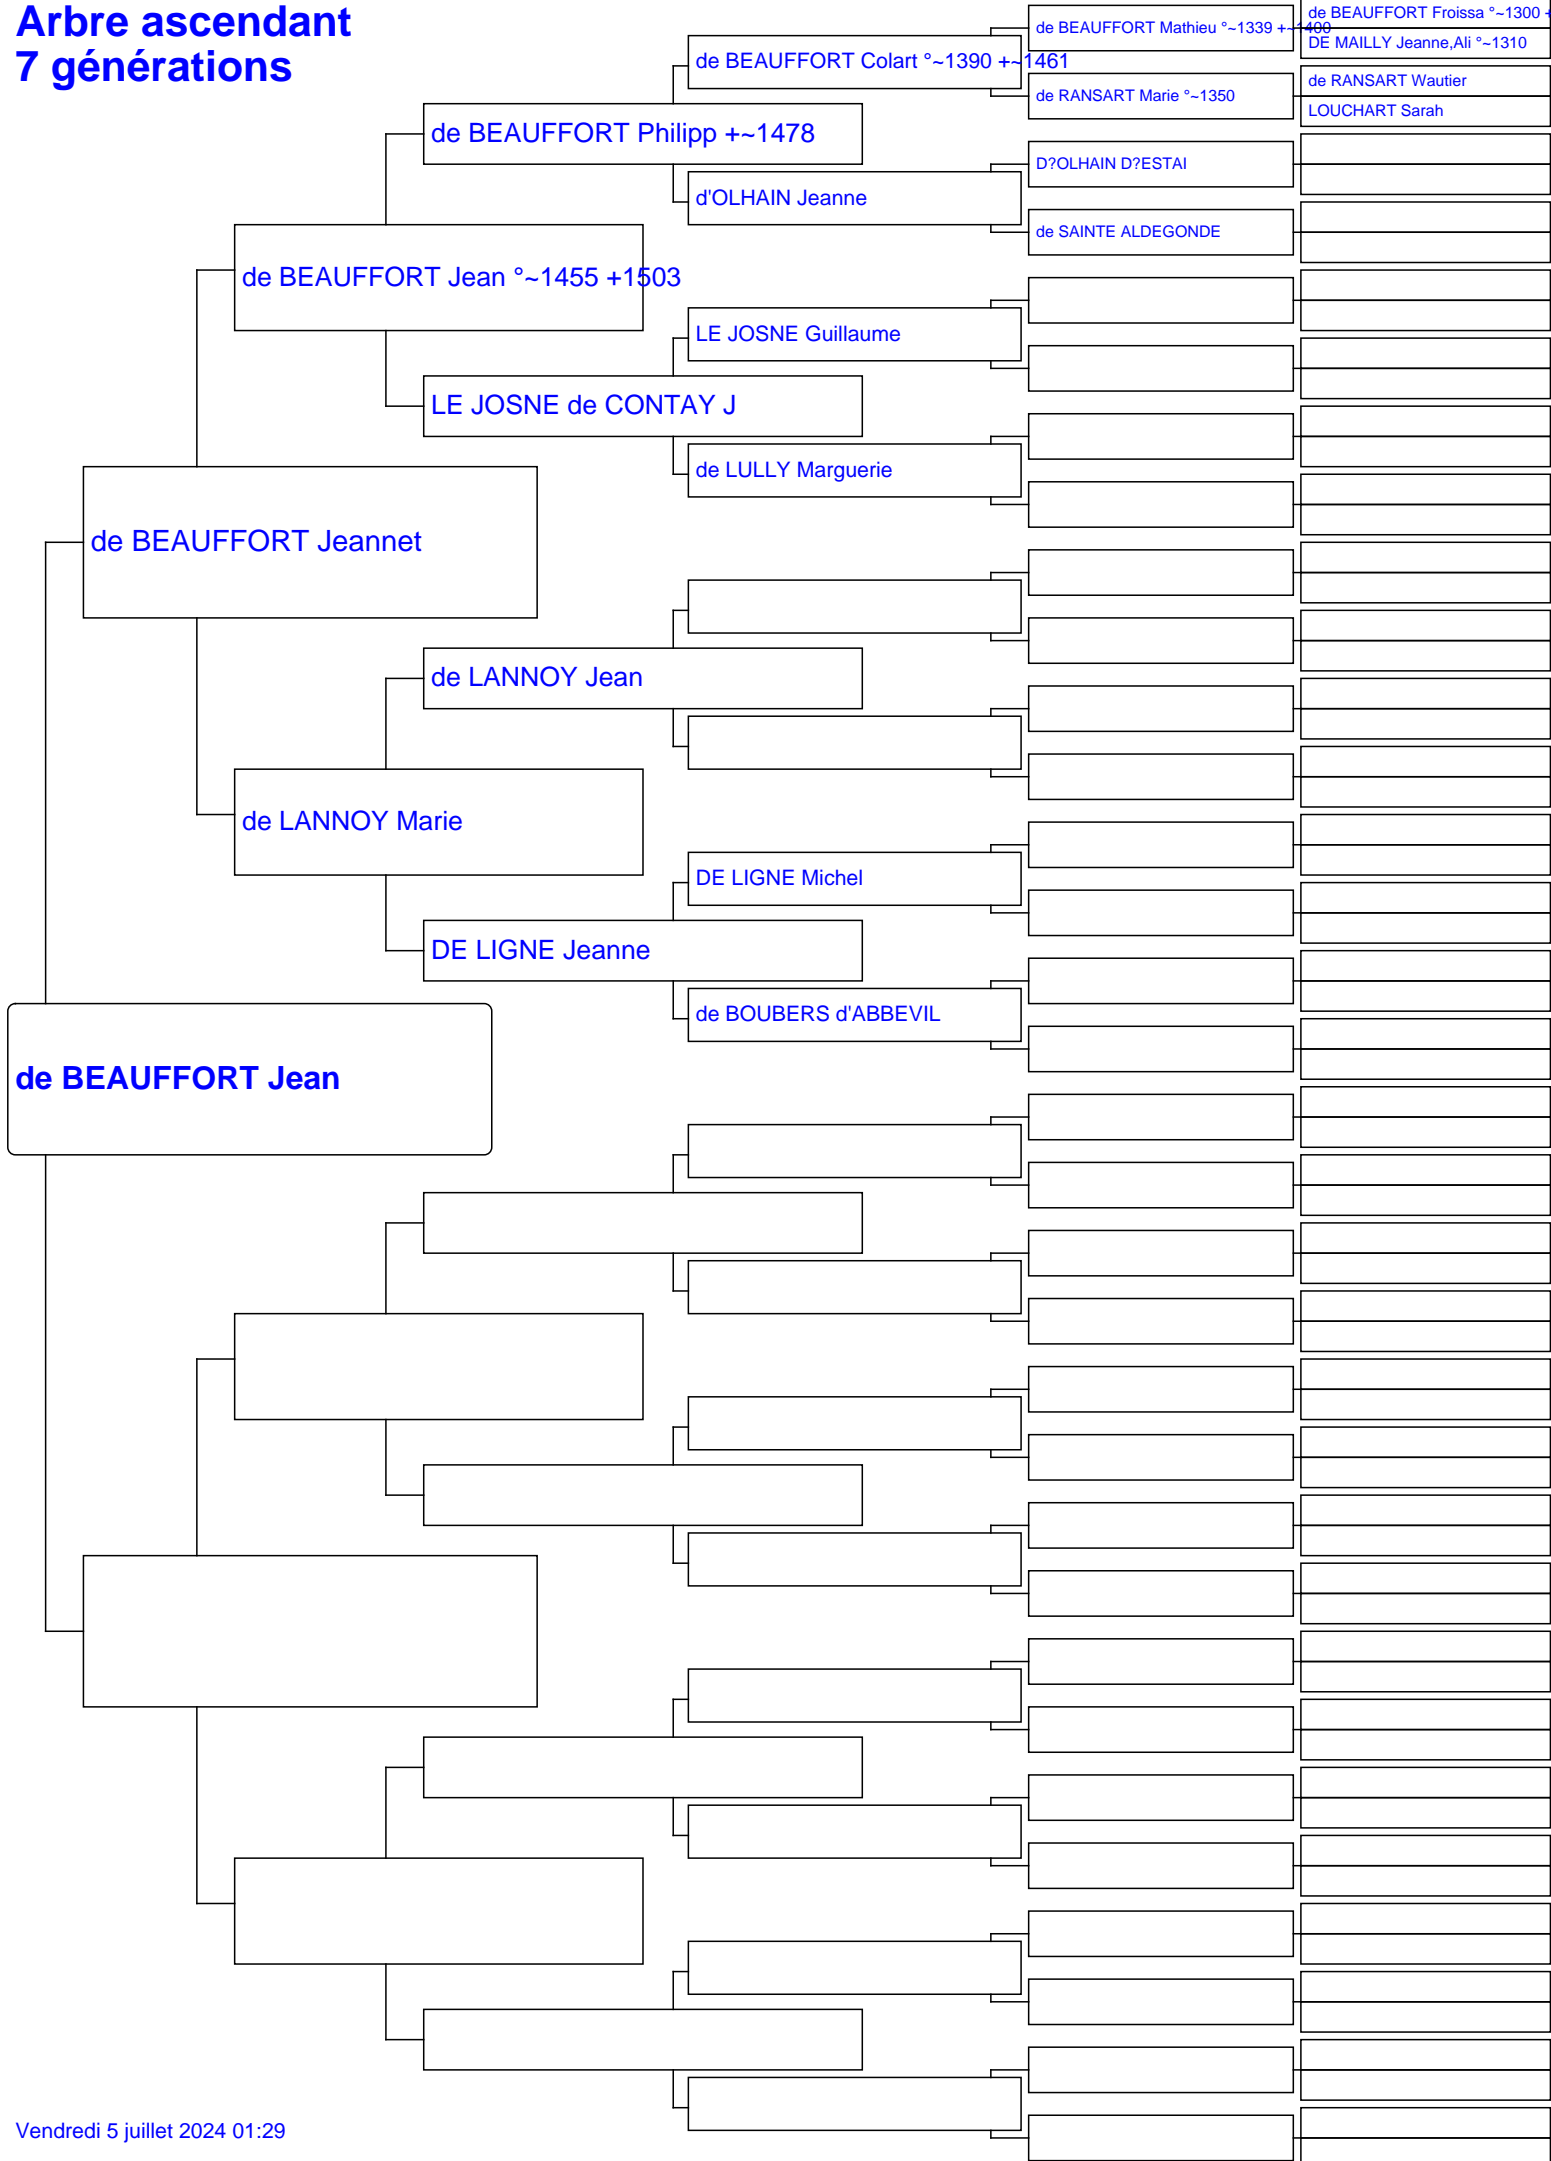 Arbre ascendant
7 générations
de BEAUFFORT Froissa °~1300 +
de BEAUFFORT Mathieu °~1339 +~1400
DE MAILLY Jeanne,Ali °~1310
de BEAUFFORT Colart °~1390 +~1461
de RANSART Wautier
de RANSART Marie °~1350
LOUCHART Sarah
de BEAUFFORT Philipp +~1478
D?OLHAIN D?ESTAI
d'OLHAIN Jeanne
de SAINTE ALDEGONDE
de BEAUFFORT Jean °~1455 +1503
LE JOSNE Guillaume
LE JOSNE de CONTAY J
de LULLY Marguerie
de BEAUFFORT Jeannet
de LANNOY Jean
de LANNOY Marie
DE LIGNE Michel
DE LIGNE Jeanne
de BOUBERS d'ABBEVIL
de BEAUFFORT Jean
Vendredi 5 juillet 2024 01:29